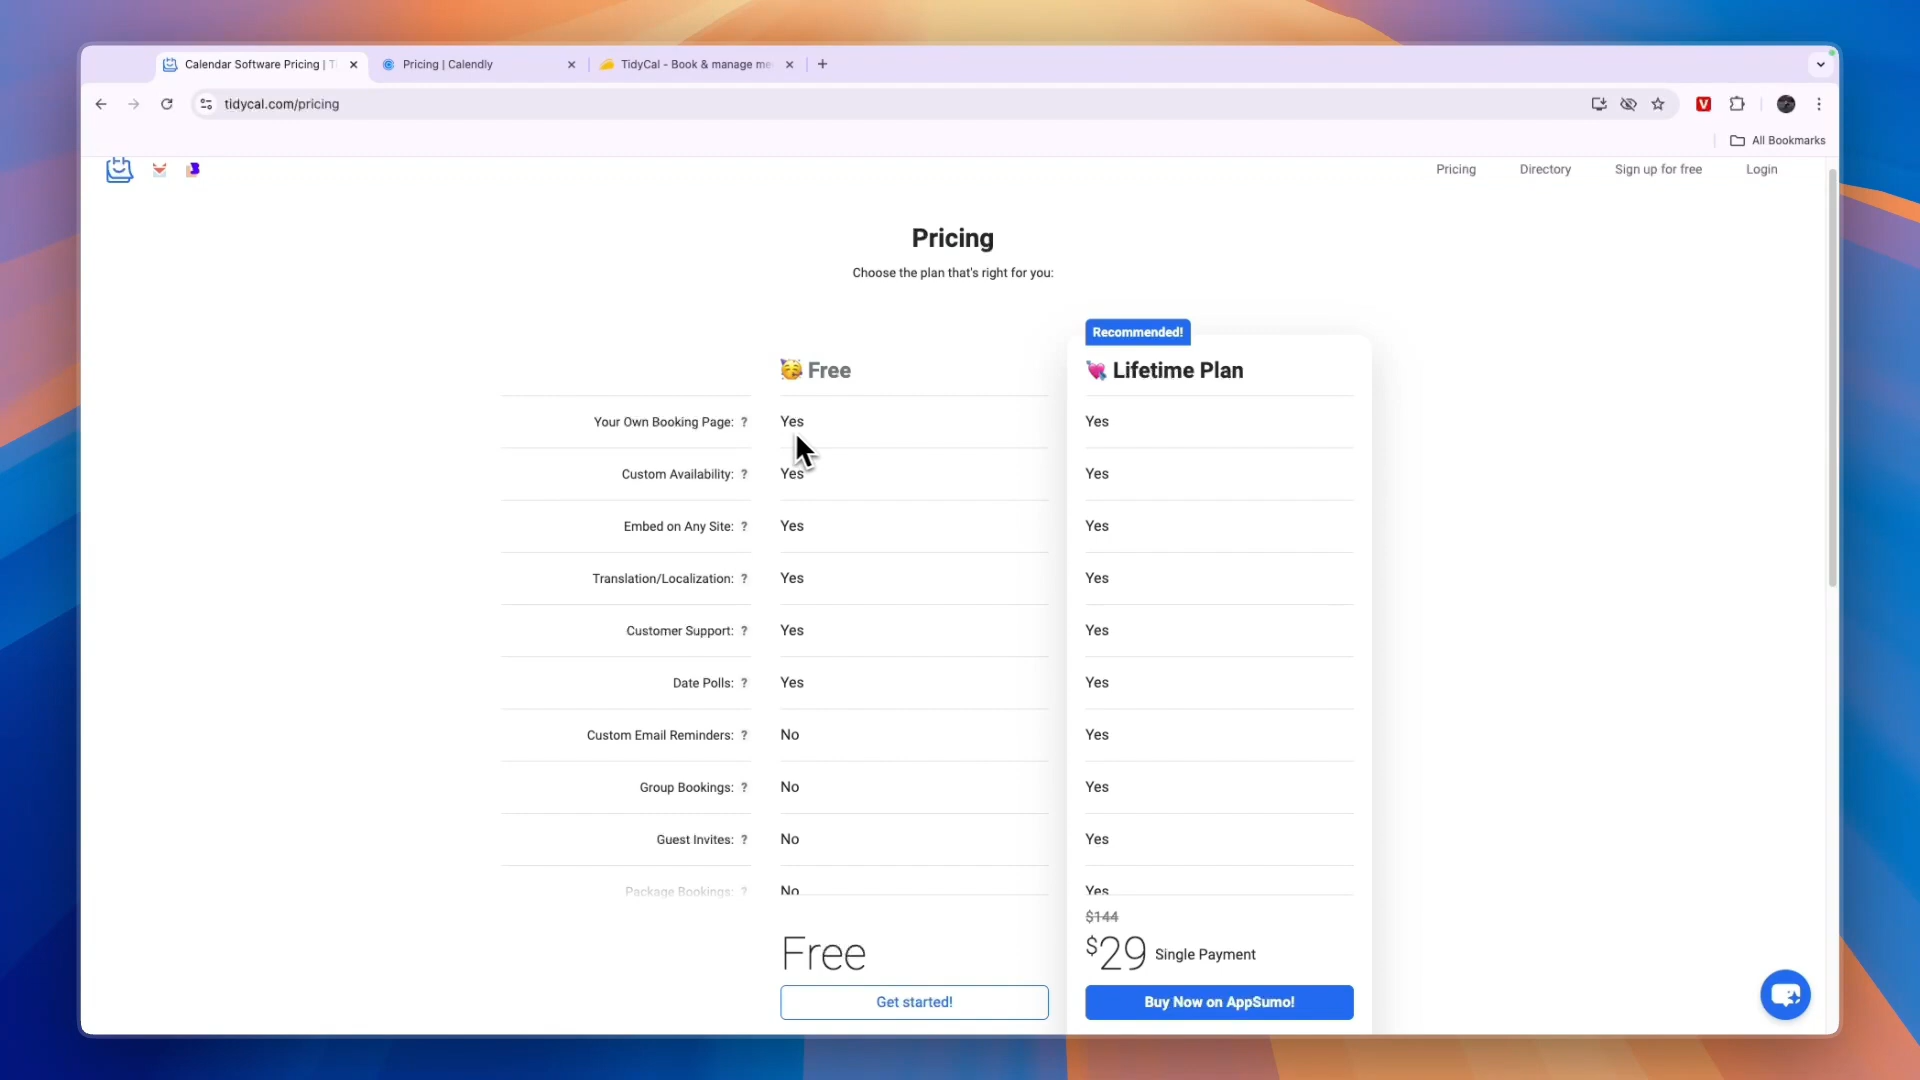 Calendar Software Pricing | Ti
Pricing | Calendly
TidyCal - Book & manage me
tidycal.com/pricing
V
All Bookmarks
Pricing
Directory
Sign up for free
Login
Pricing
Choose the plan that's right for you:
Recommended!
Free
Lifetime Plan
Your Own Booking Page: ? Yes Yes
Custom Availability: ? Yes Yes
Embed on Any Site: ? Yes Yes
Translation/Localization: ? Yes Yes
Customer Support: ? Yes Yes
Date Polls: ? Yes Yes
Custom Email Reminders: ? No Yes
Group Bookings: ? No Yes
Guest Invites: ? No Yes
Package Bookings: ? No Yes
$144
Free
$29 Single Payment
Get started!
Buy Now on AppSumo!